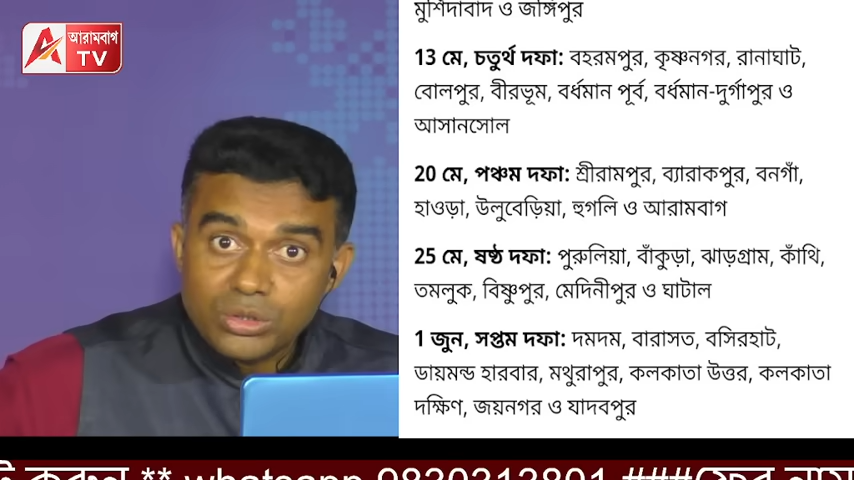 আরামবাগ
TV
মুর্শিদাবাদ ও জঙ্গিপুর
13 মে, চতুর্থ দফা: বহরমপুর, কৃষ্ণনগর, রানাঘাট,
বোলপুর, বীরভূম, বর্ধমান পূর্ব, বর্ধমান-দুর্গাপুর ও
আসানসোল
20 মে, পঞ্চম দফা: শ্রীরামপুর, ব্যারাকপুর, বনগাঁ,
হাওড়া, উলুবেড়িয়া, হুগলি ও আরামবাগ
25 মে, ষষ্ঠ দফা: পুরুলিয়া, বাঁকুড়া, ঝাড়গ্রাম, কাঁথি,
তমলুক, বিষ্ণুপুর, মেদিনীপুর ও ঘাটাল
1 জুন, সপ্তম দফা: দমদম, বারাসত, বসিরহাট,
ডায়মন্ড হারবার, মথুরাপুর, কলকাতা উত্তর, কলকাতা
দক্ষিণ, জয়নগর ও যাদবপুর
করুন ** whatsapp 9830313801 ###ফের